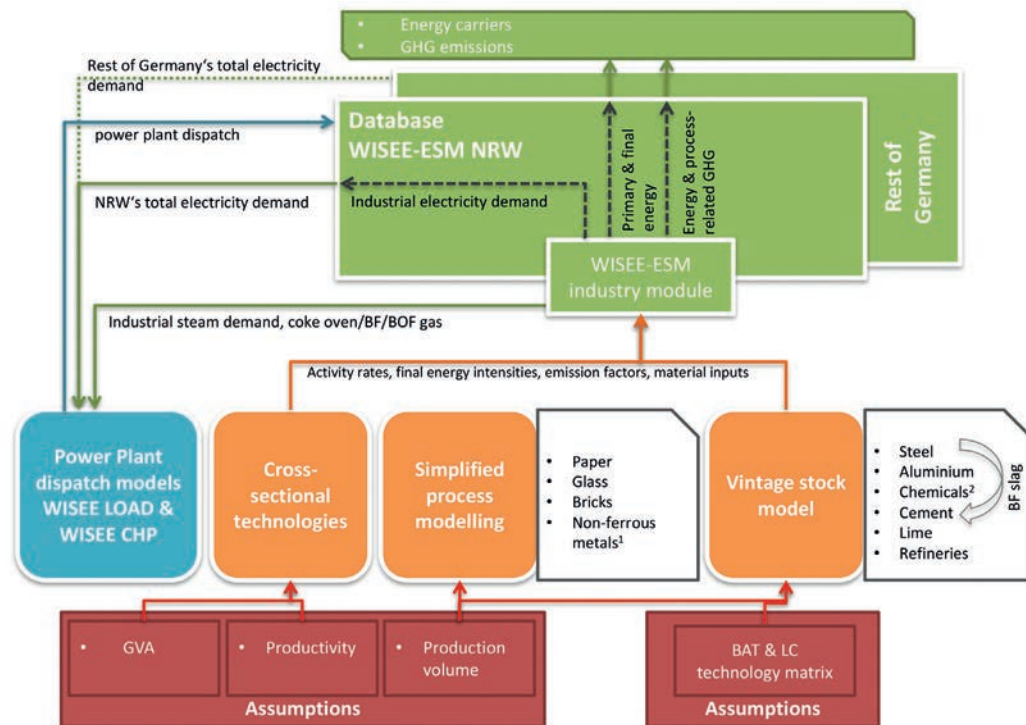 • Energy carriers
• GHG emissions
Rest of Germany's total electricity
demand
power plant dispatch
Database
WISEE-ESM NRW
NRW's total electricity demand
Industrial electricity demand
Primary & final
energy
Energy & process-
related GHG
Rest of
Germany
WISEE-ESM
industry module
Industrial steam demand, coke oven/BF/BOF gas
Activity rates, final energy intensities, emission factors, material inputs
Power Plant
dispatch models
WISEE LOAD &
WISEE CHP
Cross-
sectional
technologies
Simplified
process
modelling
• Paper
• Glass
• Bricks
• Non-ferrous
metals¹
Vintage stock
model
• Steel
• Aluminium
• Chemicals²
• Cement
• Lime
• Refineries
BF slag
• GVA
• Productivity
• Production
volume
Assumptions
BAT & LC
technology matrix
Assumptions